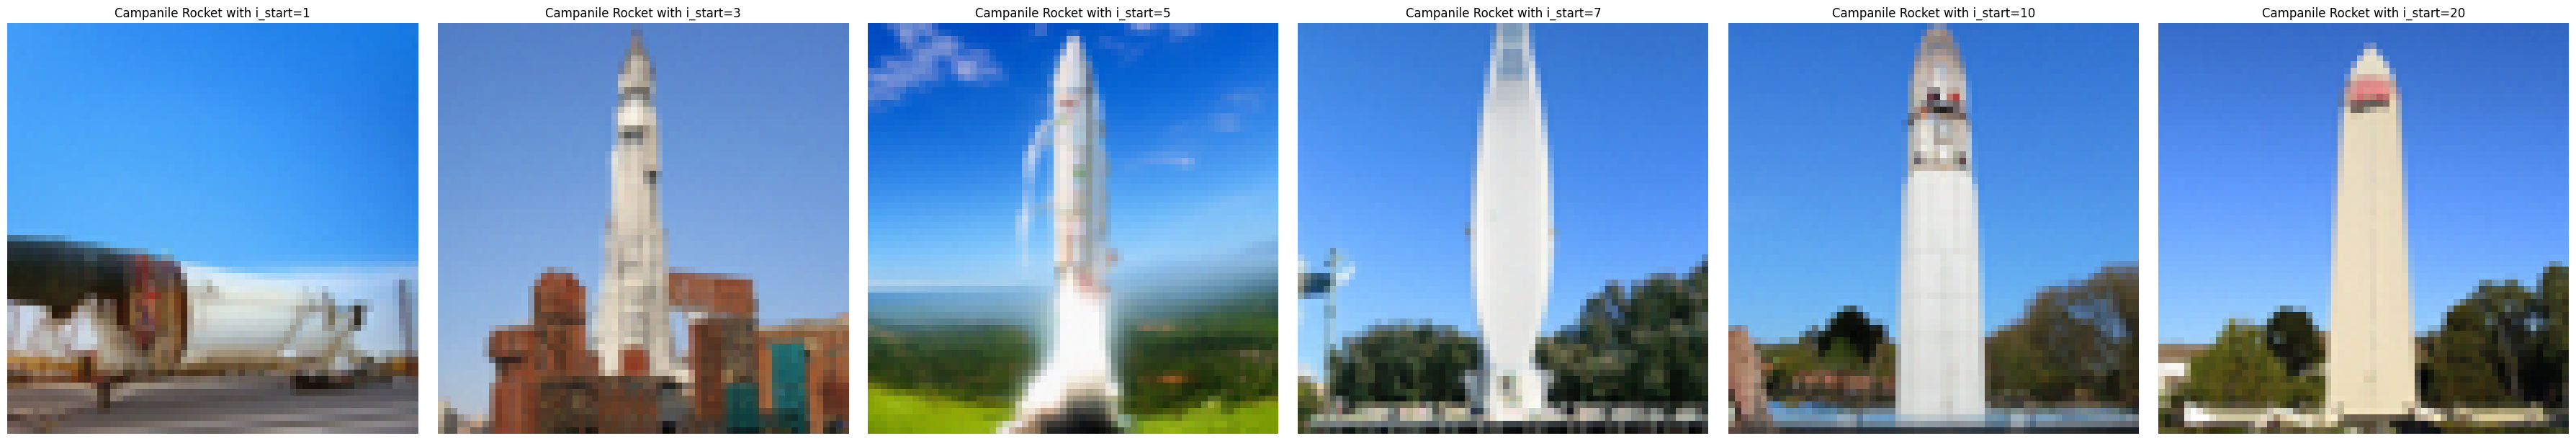 Campanile Rocket with i_start=1
Campanile Rocket with i_start=3
Campanile Rocket with i_start=5
Campanile Rocket with i_start=7
Campanile Rocket with i_start=10
Campanile Rocket with i_start=20